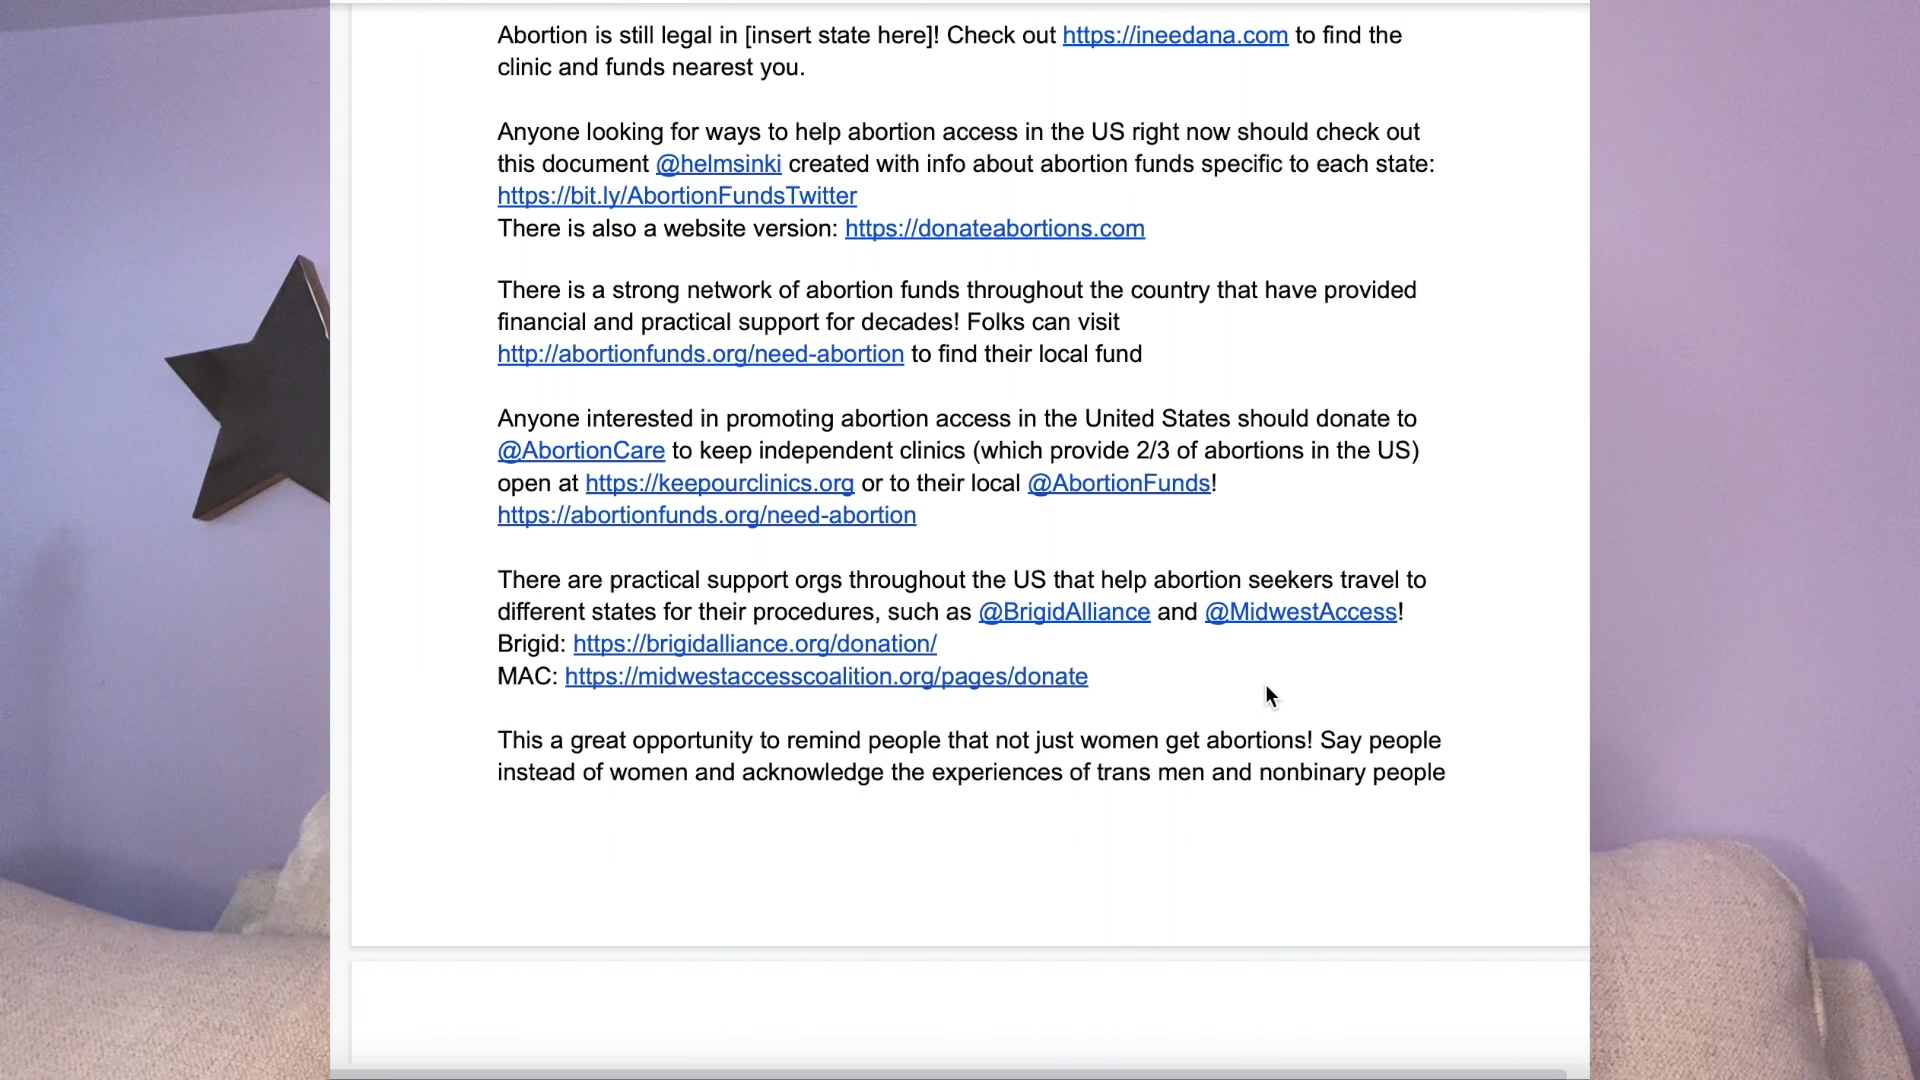 Abortion is still legal in [insert state here]! Check out https://ineedana.com to find the
clinic and funds nearest you.
Anyone looking for ways to help abortion access in the US right now should check out
this document @helmsinki created with info about abortion funds specific to each state:
https://bit.ly/AbortionFundsTwitter
There is also a website version: https://donateabortions.com
There is a strong network of abortion funds throughout the country that have provided
financial and practical support for decades! Folks can visit
http://abortionfunds.org/need-abortion to find their local fund
Anyone interested in promoting abortion access in the United States should donate to
@AbortionCare to keep independent clinics (which provide 2/3 of abortions in the US)
open at https://keepourclinics.org or to their local @AbortionFunds!
https://abortionfunds.org/need-abortion
There are practical support orgs throughout the US that help abortion seekers travel to
different states for their procedures, such as @BrigidAlliance and @MidwestAccess!
Brigid: https://brigidalliance.org/donation/
MAC: https://midwestaccesscoalition.org/pages/donate
This a great opportunity to remind people that not just women get abortions! Say people
instead of women and acknowledge the experiences of trans men and nonbinary people